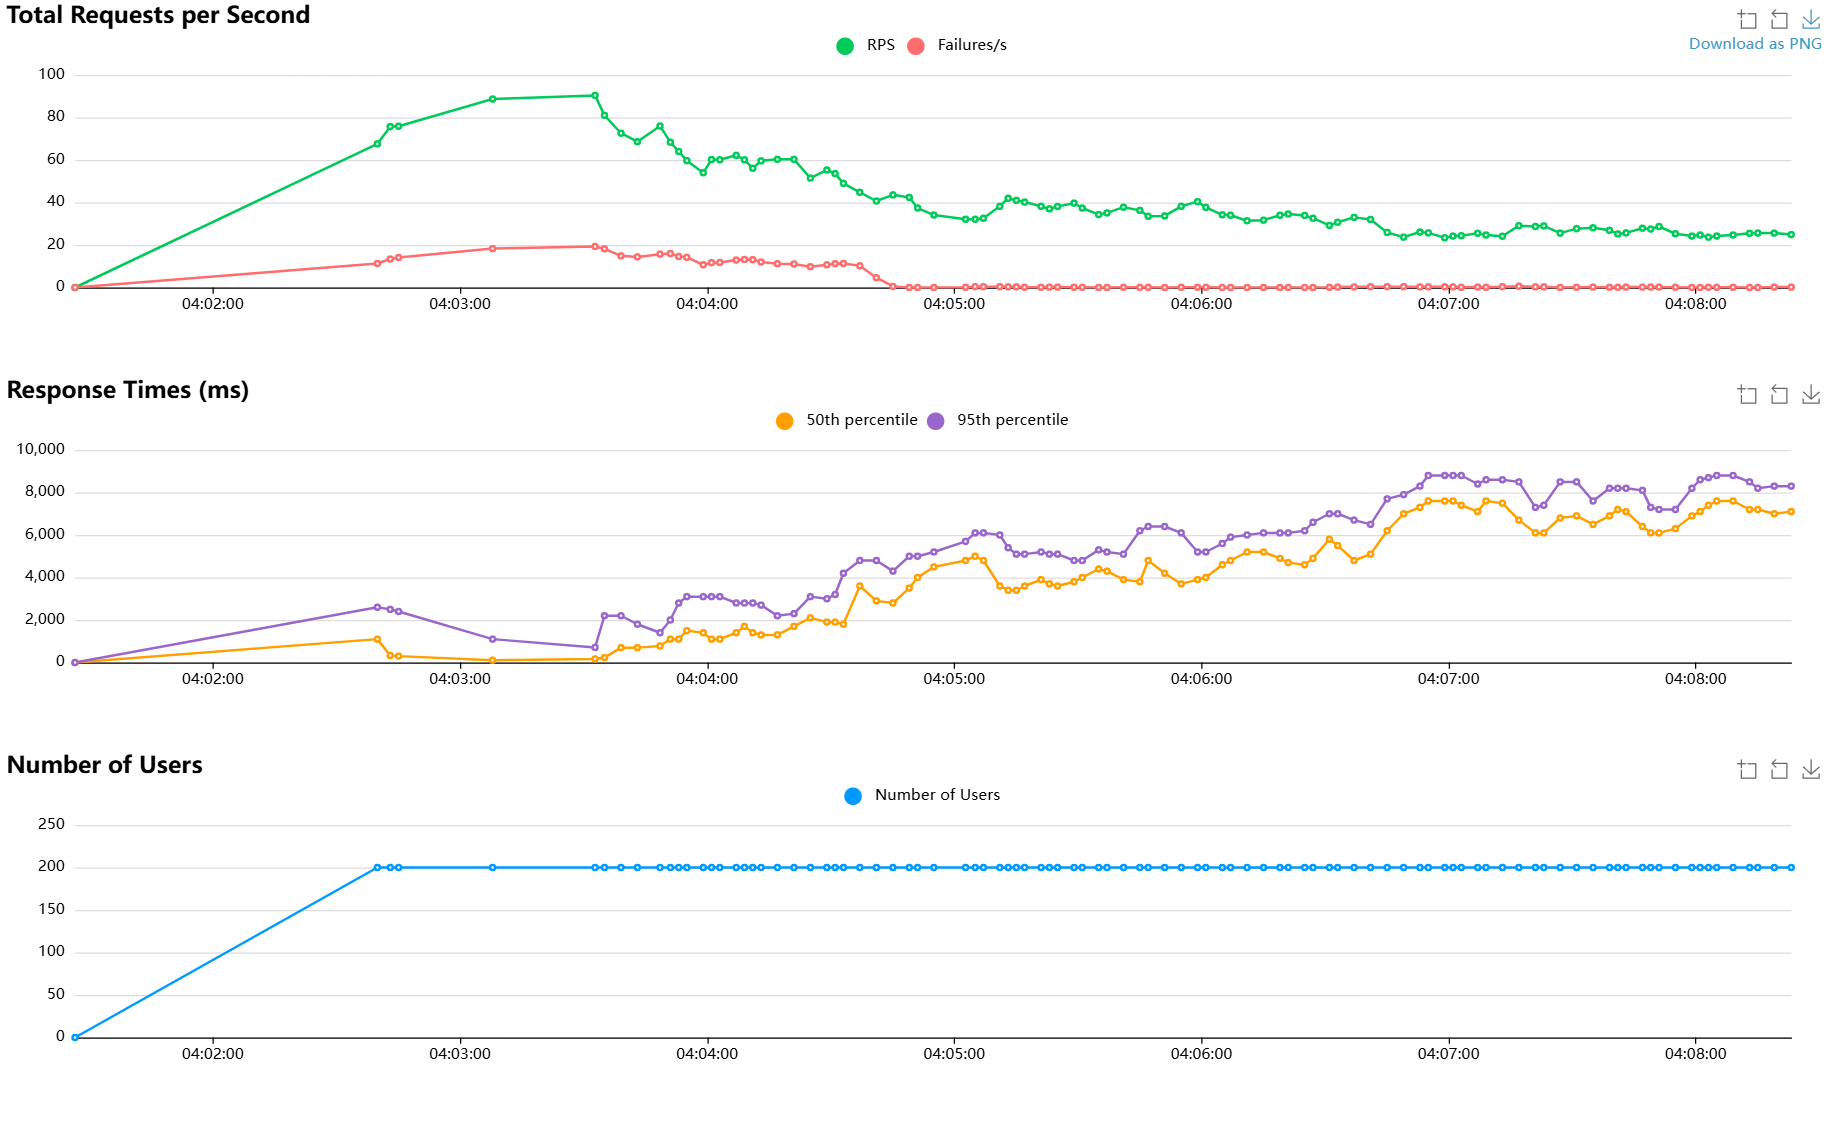 Total Requests per Second
RPS Failures/s
Download as PNG
100
80
60
40
20
0
04:02:00 04:03:00 04:04:00 04:05:00 04:06:00 04:07:00 04:08:00
Response Times (ms)
50th percentile 95th percentile
10,000
8,000
6,000
4,000
2,000
0
04:02:00 04:03:00 04:04:00 04:05:00 04:06:00 04:07:00 04:08:00
Number of Users
Number of Users
250
200
150
100
50
0
04:02:00 04:03:00 04:04:00 04:05:00 04:06:00 04:07:00 04:08:00